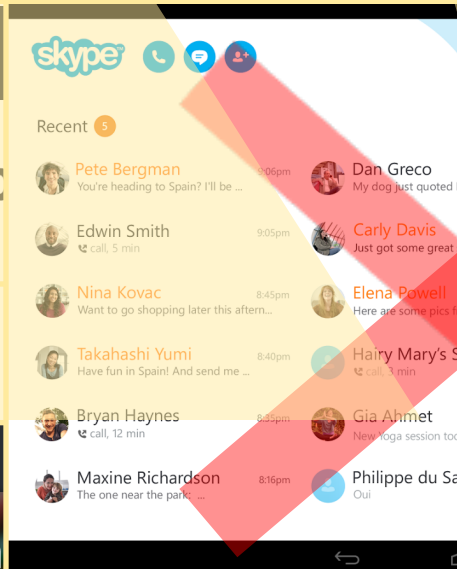 skype
Recent 5
Pete Bergman 9:06pm
You're heading to Spain? I'll be ...
Edwin Smith 9:05pm
call, 5 min
Nina Kovac 8:45pm
Want to go shopping later this aftern...
Takahashi Yumi 8:40pm
Have fun in Spain! And send me ...
Bryan Haynes 8:35pm
call, 12 min
Maxine Richardson 8:16pm
The one near the park: ...
Dan Greco
My dog just quoted
Carly Davis
Just got some great
Elena Powell
Here are some pics f
Hairy Mary's S
call, 3 min
Gia Ahmet
New Yoga session too
Philippe du Sa
Oui